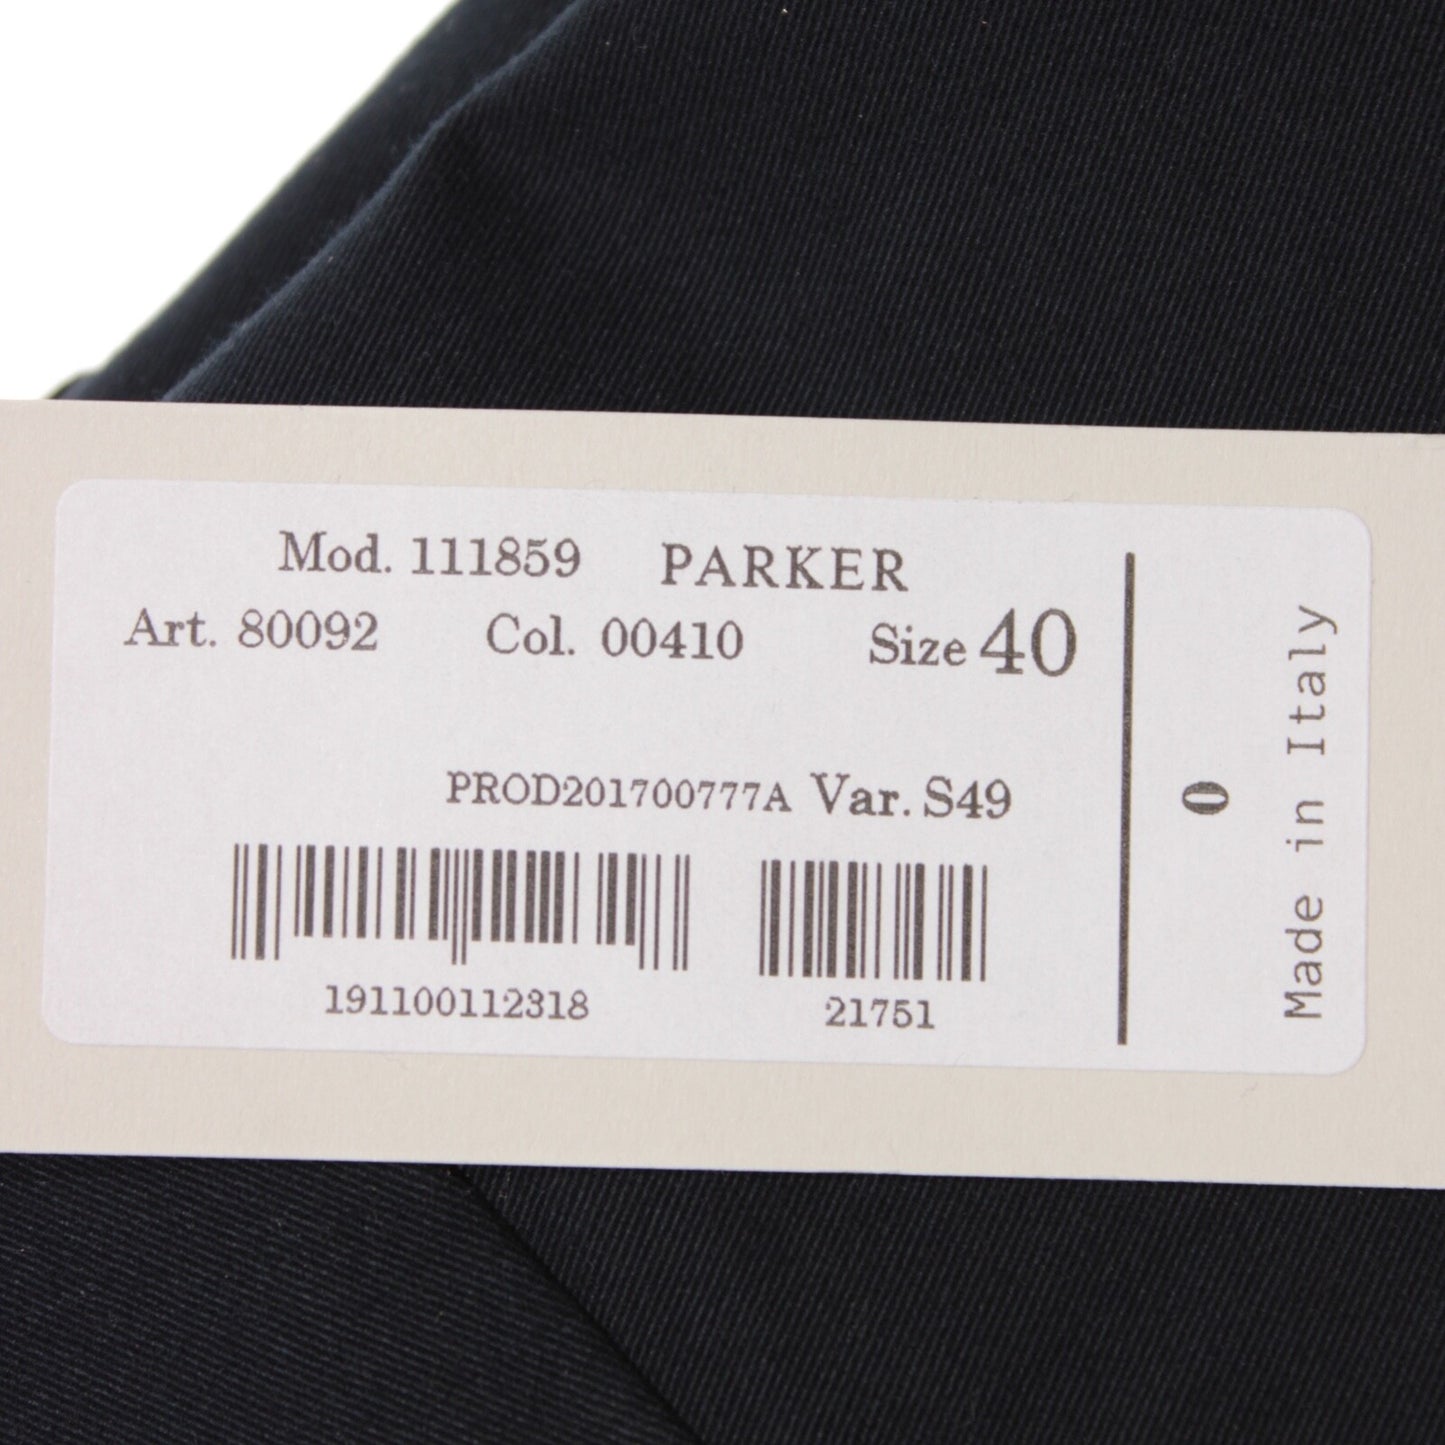 Mod. 111859 PARKER
Art. 80092 Col. 00410 Size 40
PROD201700777A Var. S49
191100112318 21751
0
Made in Italy